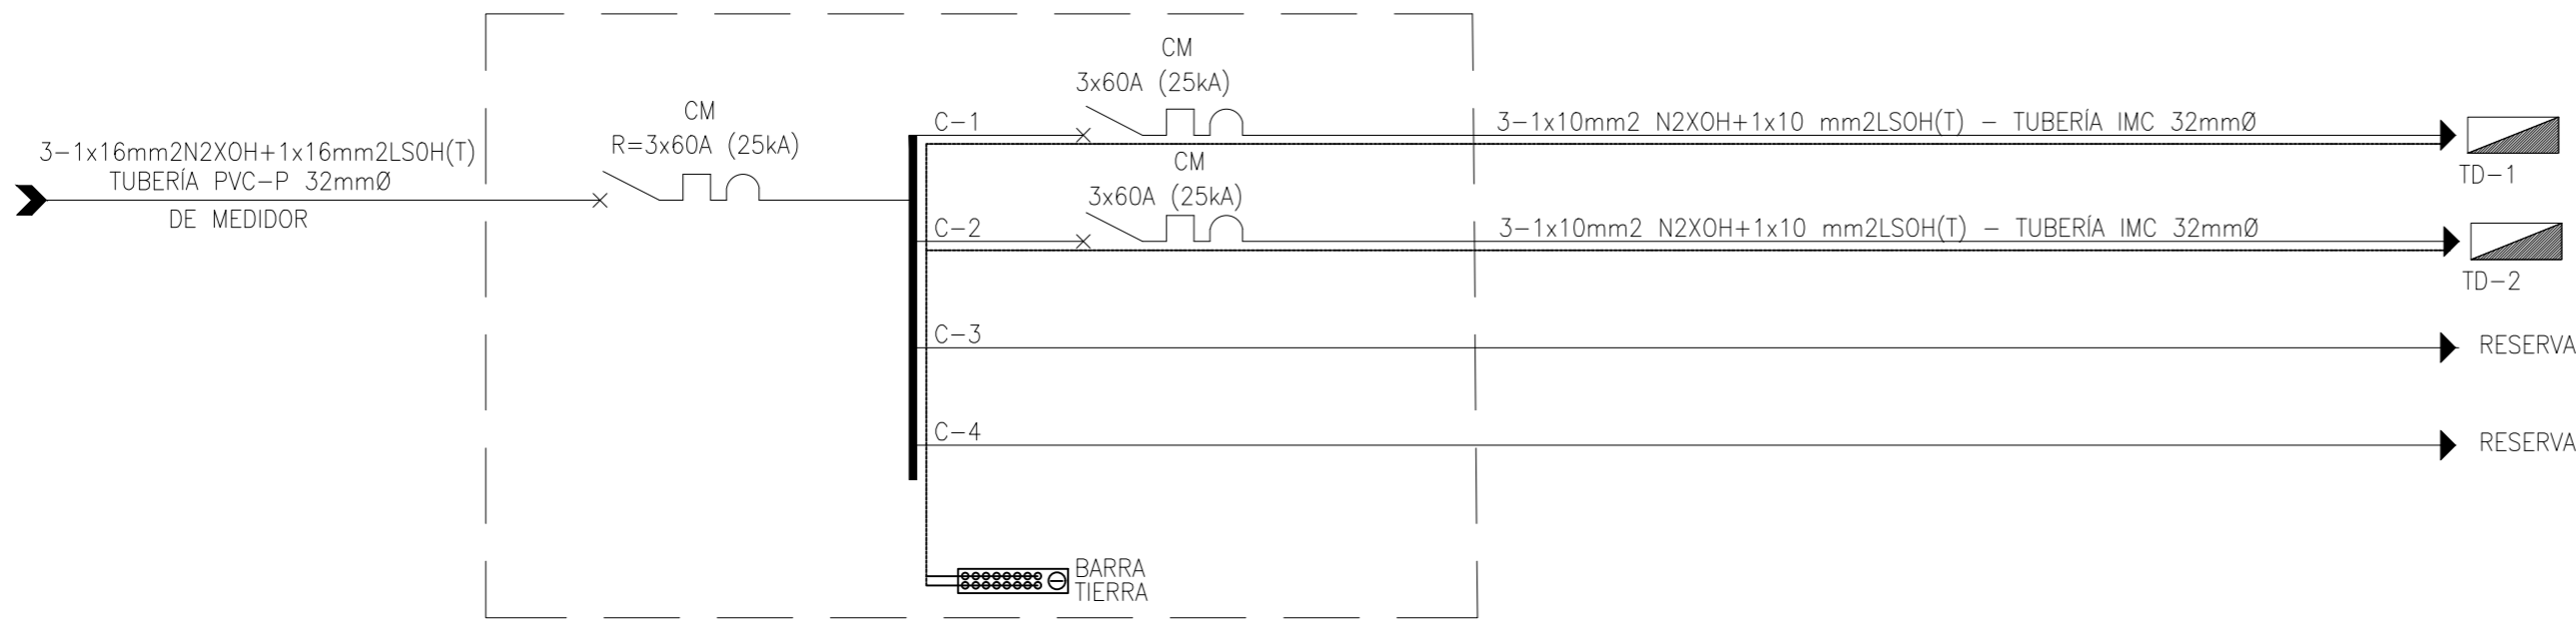 3-1x16mm2N2XOH+1x16mm2LSOH(T)
TUBERÍA PVC-P 32mmØ
DE MEDIDOR
CM
R=3x60A (25kA)
C-1
CM
3x60A (25kA)
3-1x10mm2 N2XOH+1x10 mm2LSOH(T) - TUBERÍA IMC 32mmØ
TD-1
C-2
CM
3x60A (25kA)
3-1x10mm2 N2XOH+1x10 mm2LSOH(T) - TUBERÍA IMC 32mmØ
TD-2
C-3
RESERVA
C-4
RESERVA
BARRA
TIERRA